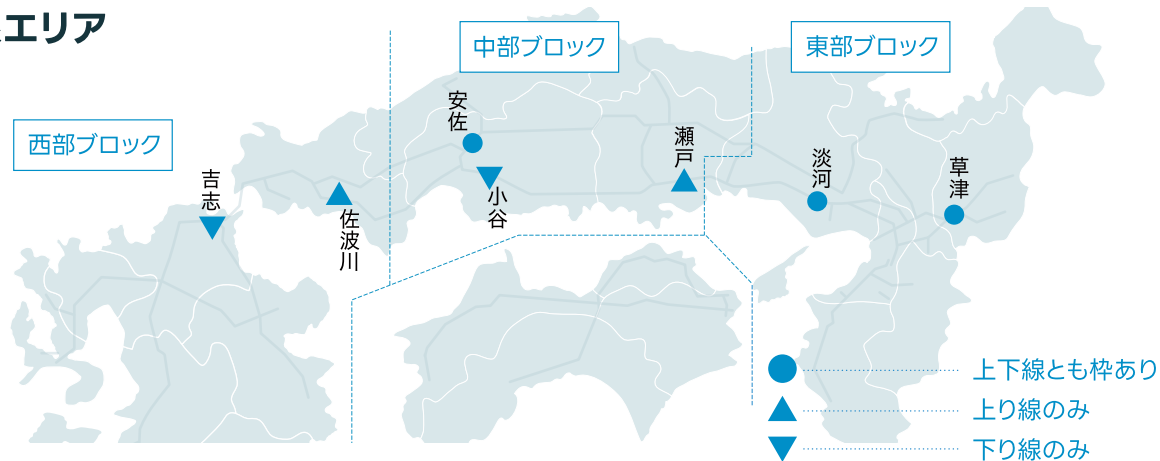 エリア
中部ブロック
東部ブロック
西部ブロック
安佐
瀬戸
淡河
草津
吉志
小谷
佐波川
上下線とも枠あり
上り線のみ
下り線のみ